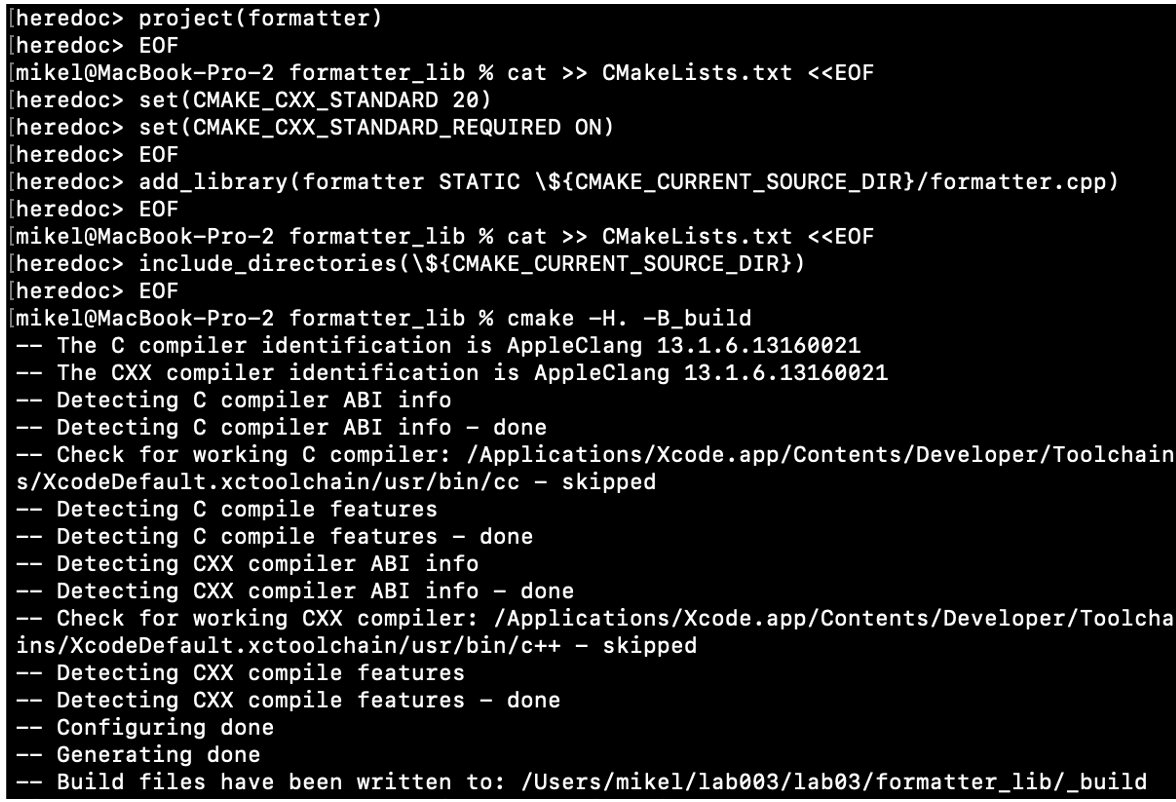 [heredoc> project(formatter)
[heredoc> EOF
[mikel@MacBook-Pro-2 formatter_lib % cat >> CMakeLists.txt <<EOF
[heredoc> set(CMAKE_CXX_STANDARD 20)
[heredoc> set(CMAKE_CXX_STANDARD_REQUIRED ON)
[heredoc> EOF
[heredoc> add_library(formatter STATIC \${CMAKE_CURRENT_SOURCE_DIR}/formatter.cpp)
[heredoc> EOF
[mikel@MacBook-Pro-2 formatter_lib % cat >> CMakeLists.txt <<EOF
[heredoc> include_directories(\${CMAKE_CURRENT_SOURCE_DIR})
[heredoc> EOF
[mikel@MacBook-Pro-2 formatter_lib % cmake -H. -B_build
-- The C compiler identification is AppleClang 13.1.6.13160021
-- The CXX compiler identification is AppleClang 13.1.6.13160021
-- Detecting C compiler ABI info
-- Detecting C compiler ABI info - done
-- Check for working C compiler: /Applications/Xcode.app/Contents/Developer/Toolchain
s/XcodeDefault.xctoolchain/usr/bin/cc - skipped
-- Detecting C compile features
-- Detecting C compile features - done
-- Detecting CXX compiler ABI info
-- Detecting CXX compiler ABI info - done
-- Check for working CXX compiler: /Applications/Xcode.app/Contents/Developer/Toolcha
ins/XcodeDefault.xctoolchain/usr/bin/c++ - skipped
-- Detecting CXX compile features
-- Detecting CXX compile features - done
-- Configuring done
-- Generating done
-- Build files have been written to: /Users/mikel/lab003/lab03/formatter_lib/_build